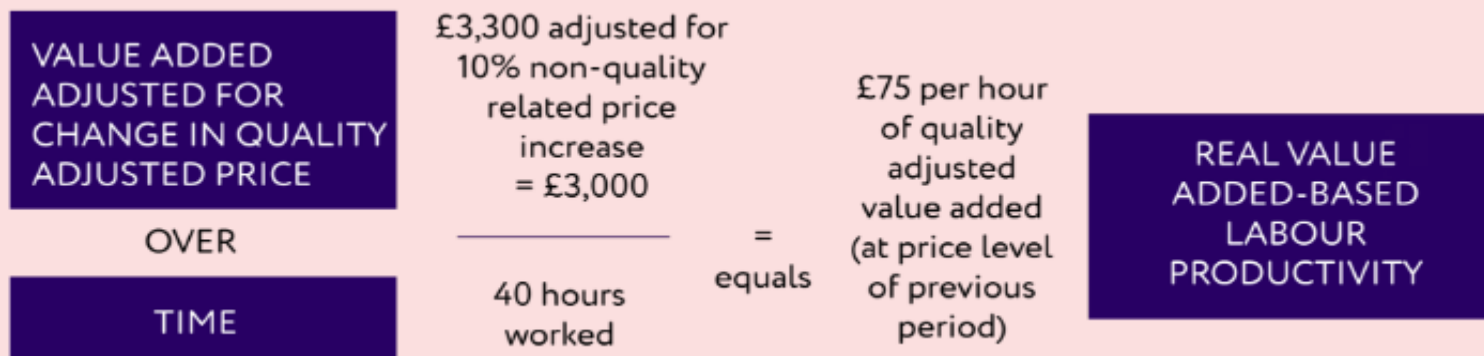 VALUE ADDED
ADJUSTED FOR
CHANGE IN QUALITY
ADJUSTED PRICE
OVER
TIME
£3,300 adjusted for
10% non-quality
related price
increase
= £3,000
40 hours
worked
=
equals
£75 per hour
of quality
adjusted
value added
(at price level
of previous
period)
REAL VALUE
ADDED-BASED
LABOUR
PRODUCTIVITY